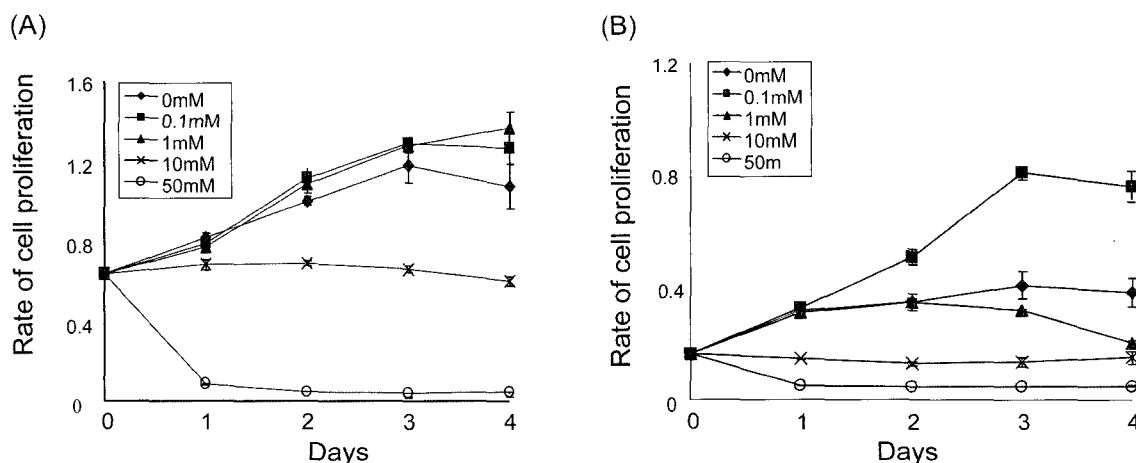 (A)
Rate of cell proliferation
1.6
1.2
0.8
0.4
0
0mM
0.1mM
1mM
10mM
50mM
0 1 2 3 4
Days
(B)
Rate of cell proliferation
1.2
0.8
0.4
0
0mM
0.1mM
1mM
10mM
50m
0 1 2 3 4
Days